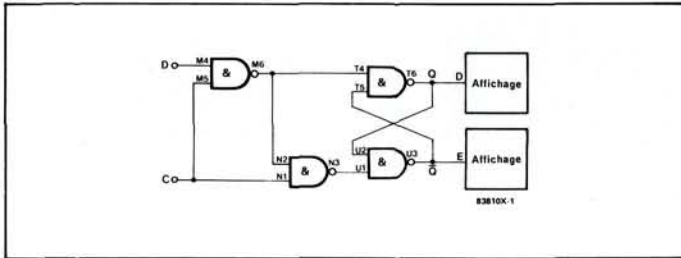 D
M4
M5
&
M6
T4
T5
&
T6
Q
D
Affichage
C
N2
N1
&
N3
U2
U1
&
U3
Q̅
E
Affichage
83810X-1